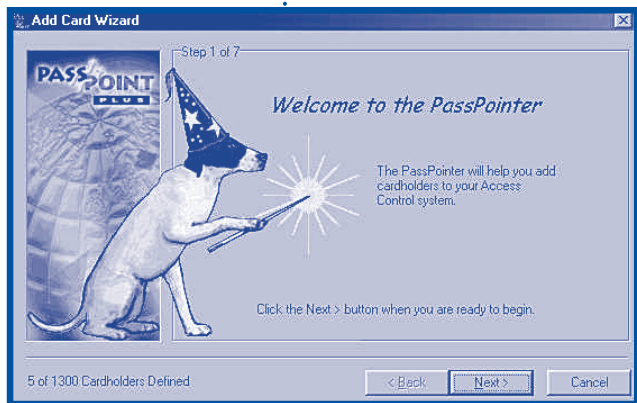 Add Card Wizard
Step 1 of 7
PASSPOINT
PLUS
Welcome to the PassPointer
The PassPointer will help you add
cardholders to your Access
Control system.
Click the Next > button when you are ready to begin.
5 of 1300 Cardholders Defined
< Back Next > Cancel